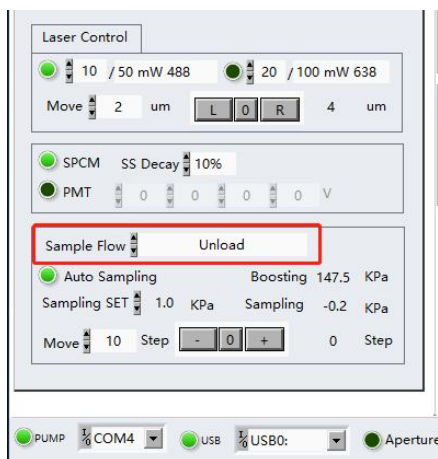 Laser Control
10 / 50 mW 488 20 / 100 mW 638
Move 2 um L 0 R 4 um
SPCM SS Decay 10%
PMT 0 0 0 0 V
Sample Flow Unload
Auto Sampling Boosting 147.5 KPa
Sampling SET 1.0 KPa Sampling -0.2 KPa
Move 10 Step - 0 + 0 Step
PUMP I/O COM4 USB I/O USB0: Aperture